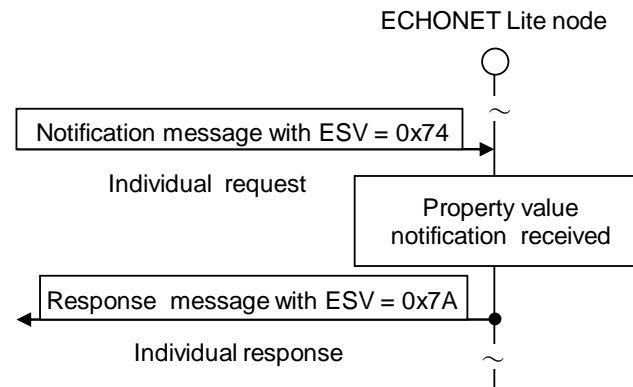 ECHONET Lite node
Notification message with ESV = 0x74
Individual request
Property value
notification received
Response message with ESV = 0x7A
Individual response